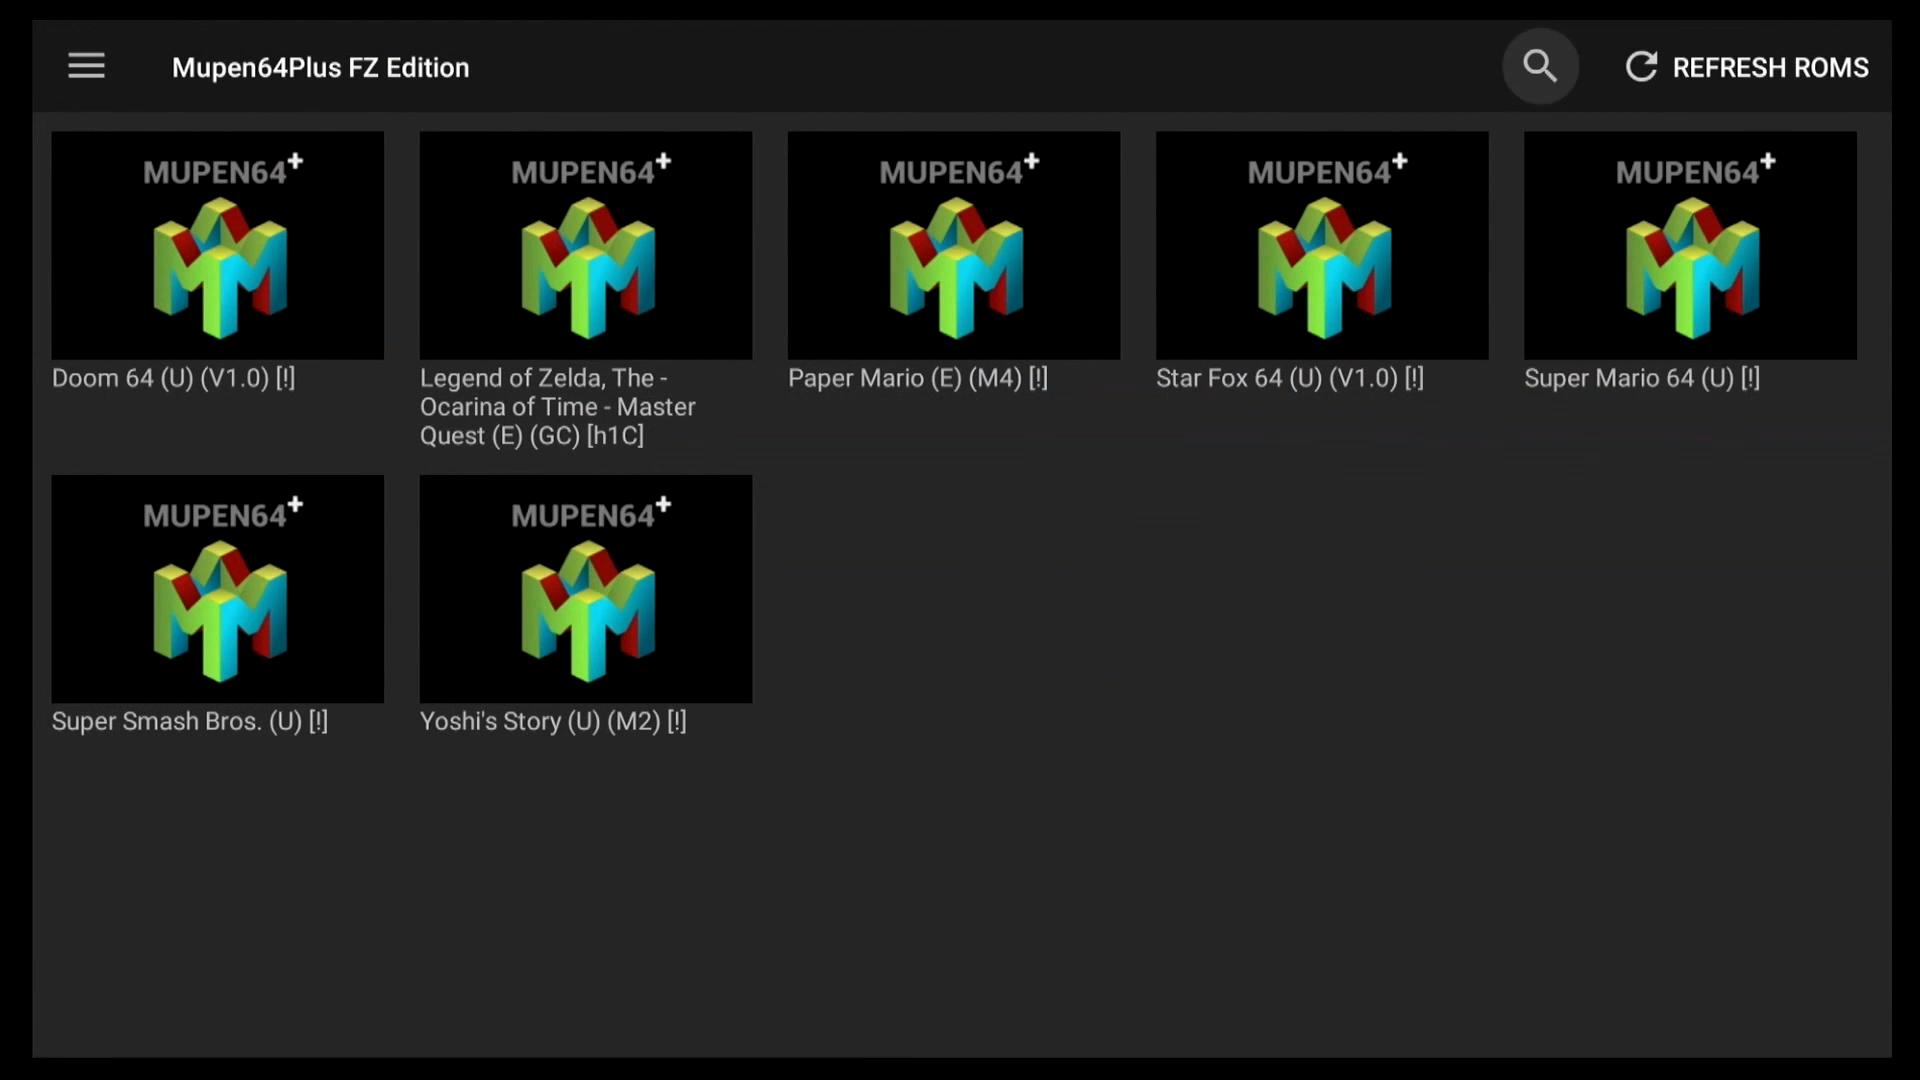 Mupen64Plus FZ Edition
REFRESH ROMS
MUPEN64+
MUPEN64+
MUPEN64+
MUPEN64+
MUPEN64+
Doom 64 (U) (V1.0) [!]
Legend of Zelda, The -
Ocarina of Time - Master
Quest (E) (GC) [h1C]
Paper Mario (E) (M4) [!]
Star Fox 64 (U) (V1.0) [!]
Super Mario 64 (U) [!]
MUPEN64+
MUPEN64+
Super Smash Bros. (U) [!]
Yoshi's Story (U) (M2) [!]